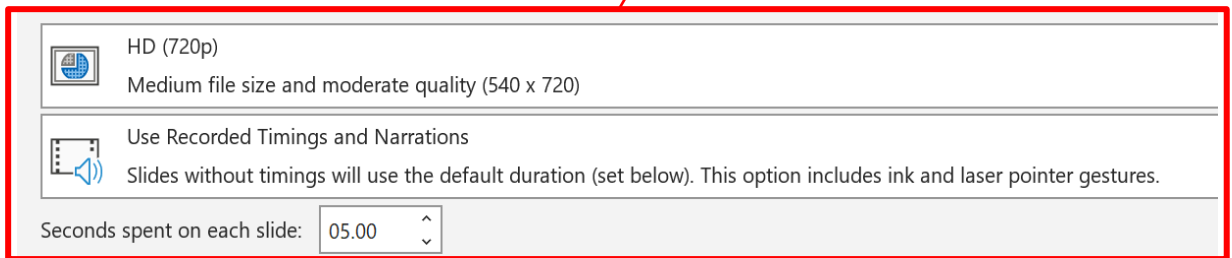 HD (720p)
Medium file size and moderate quality (540 x 720)
Use Recorded Timings and Narrations
Slides without timings will use the default duration (set below). This option includes ink and laser pointer gestures.
Seconds spent on each slide: 05.00